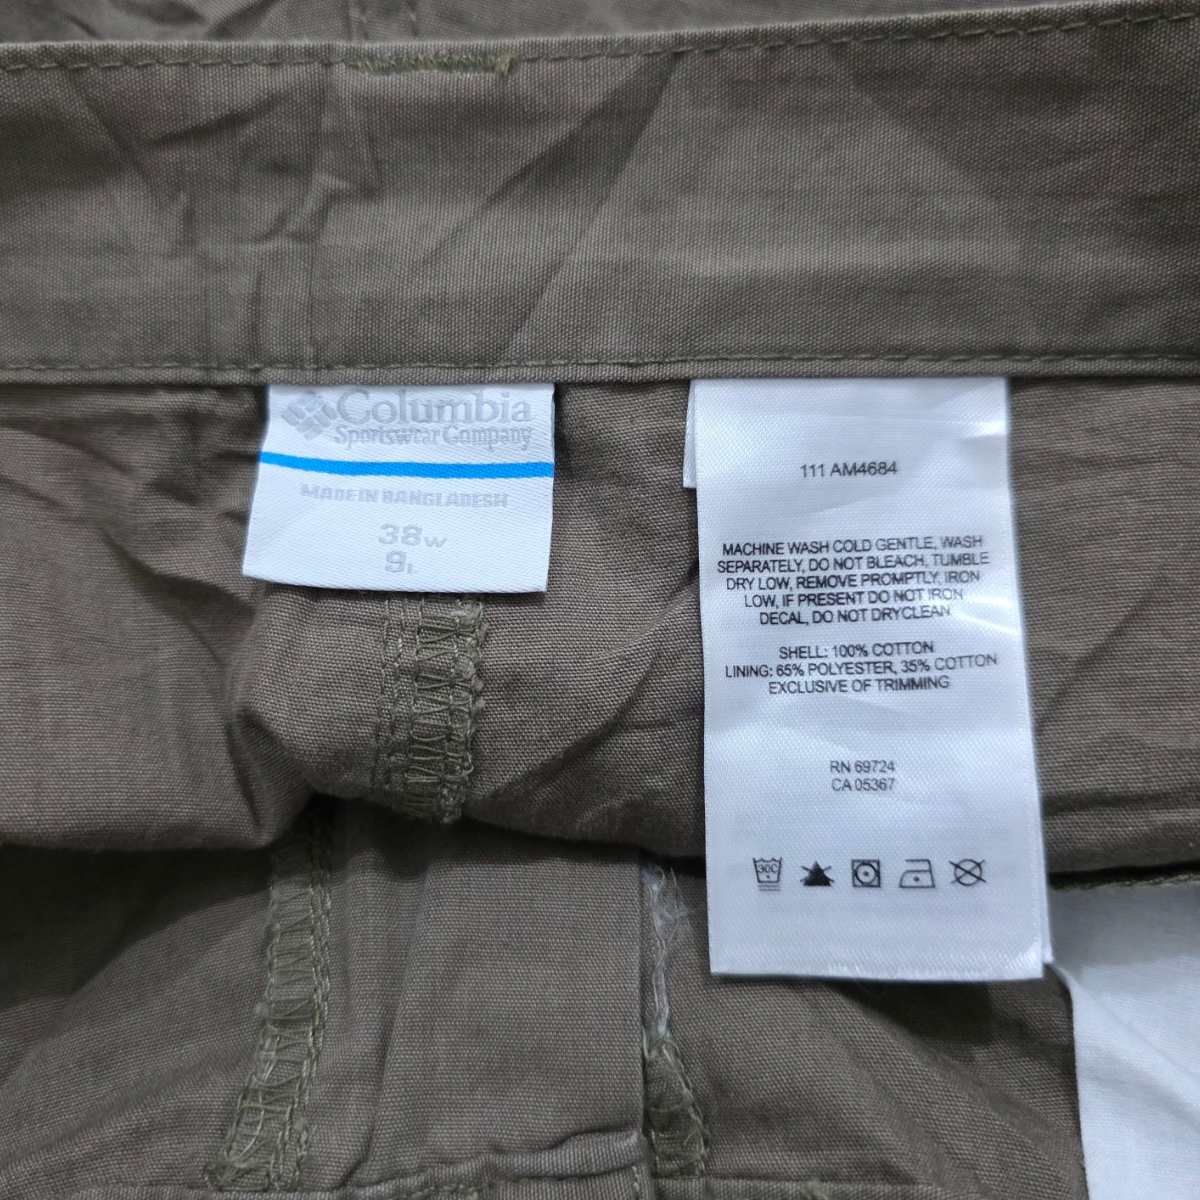 Columbia
Sportswear Company
MADE IN BANGLADESH
38W
9L
111 AM4684
MACHINE WASH COLD GENTLE, WASH
SEPARATELY, DO NOT BLEACH, TUMBLE
DRY LOW, REMOVE PROMPTLY, IRON
LOW, IF PRESENT DO NOT IRON
DECAL, DO NOT DRYCLEAN
SHELL: 100% COTTON
LINING: 65% POLYESTER, 35% COTTON
EXCLUSIVE OF TRIMMING
RN 69724
CA 05367
30C